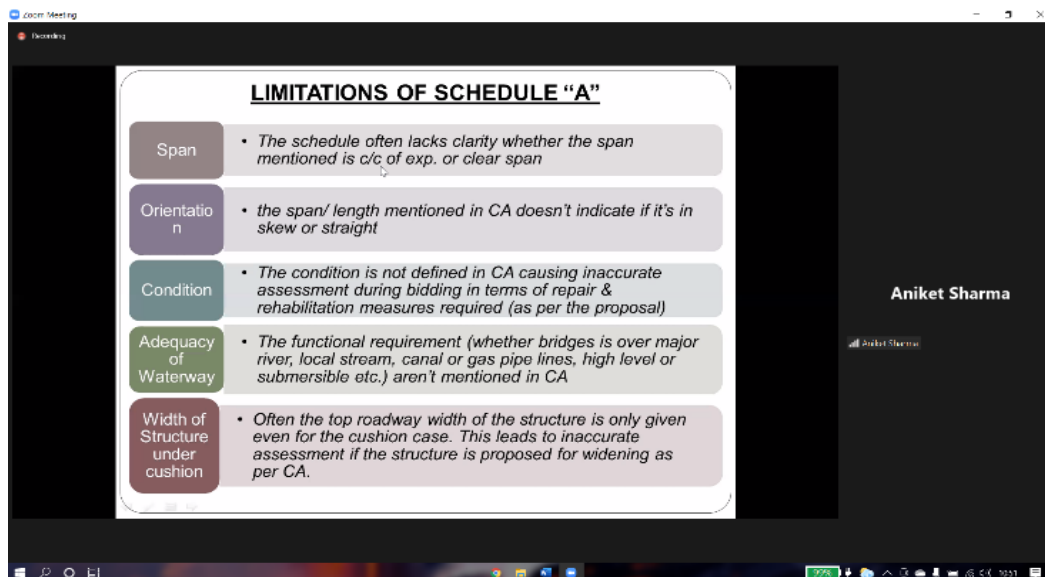 Zoom Meeting
Recording
LIMITATIONS OF SCHEDULE “A”
Span
• The schedule often lacks clarity whether the span
mentioned is c/c of exp. or clear span
Orientatio
n
• the span/ length mentioned in CA doesn’t indicate if it’s in
skew or straight
Condition
• The condition is not defined in CA causing inaccurate
assessment during bidding in terms of repair &
rehabilitation measures required (as per the proposal)
Adequacy
of
Waterway
• The functional requirement (whether bridges is over major
river, local stream, canal or gas pipe lines, high level or
submersible etc.) aren’t mentioned in CA
Width of
Structure
under
cushion
• Often the top roadway width of the structure is only given
even for the cushion case. This leads to inaccurate
assessment if the structure is proposed for widening as
per CA.
Aniket Sharma
Aniket Sharma
99%
10:51